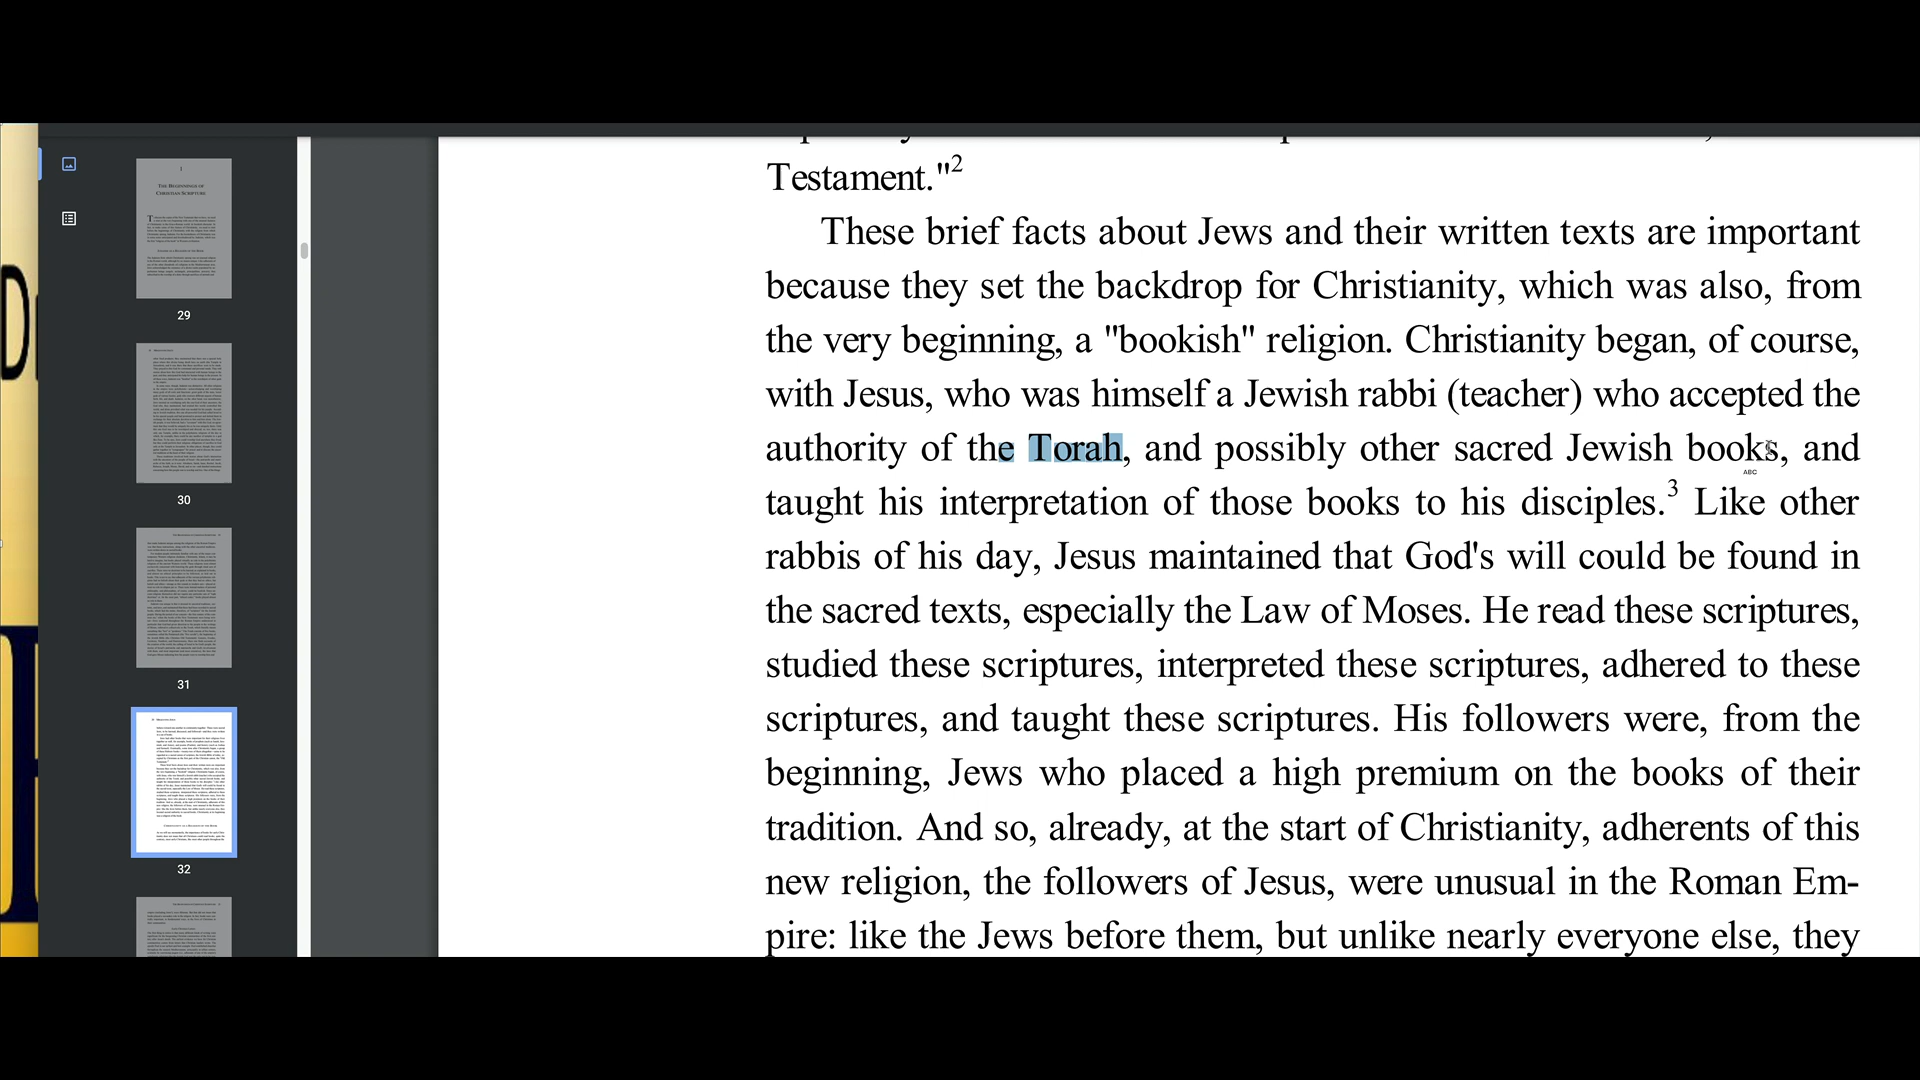 THE BEGINNINGS OF
CHRISTIAN SCRIPTURE
29
30
31
32
Testament."2
These brief facts about Jews and their written texts are important
because they set the backdrop for Christianity, which was also, from
the very beginning, a "bookish" religion. Christianity began, of course,
with Jesus, who was himself a Jewish rabbi (teacher) who accepted the
authority of the Torah, and possibly other sacred Jewish books, and
ABC
taught his interpretation of those books to his disciples.3 Like other
rabbis of his day, Jesus maintained that God's will could be found in
the sacred texts, especially the Law of Moses. He read these scriptures,
studied these scriptures, interpreted these scriptures, adhered to these
scriptures, and taught these scriptures. His followers were, from the
beginning, Jews who placed a high premium on the books of their
tradition. And so, already, at the start of Christianity, adherents of this
new religion, the followers of Jesus, were unusual in the Roman Em-
pire: like the Jews before them, but unlike nearly everyone else, they